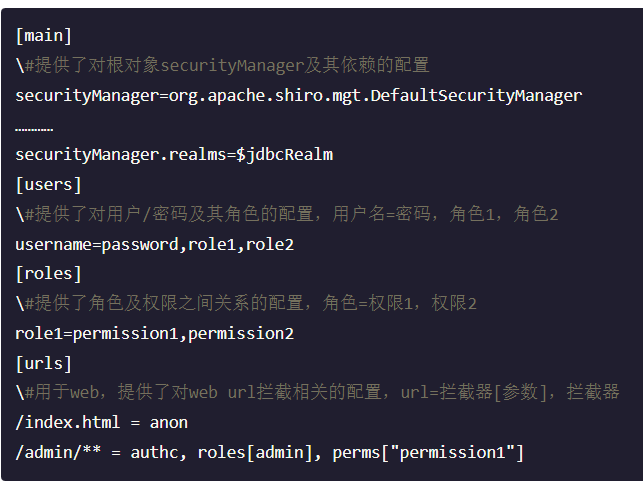 [main]
\#提供了对根对象securityManager及其依赖的配置
securityManager=org.apache.shiro.mgt.DefaultSecurityManager
…………
securityManager.realms=$jdbcRealm
[users]
\#提供了对用户/密码及其角色的配置，用户名=密码，角色1，角色2
username=password,role1,role2
[roles]
\#提供了角色及权限之间关系的配置，角色=权限1，权限2
role1=permission1,permission2
[urls]
\#用于web，提供了对web url拦截相关的配置，url=拦截器[参数]，拦截器
/index.html = anon
/admin/** = authc, roles[admin], perms["permission1"]